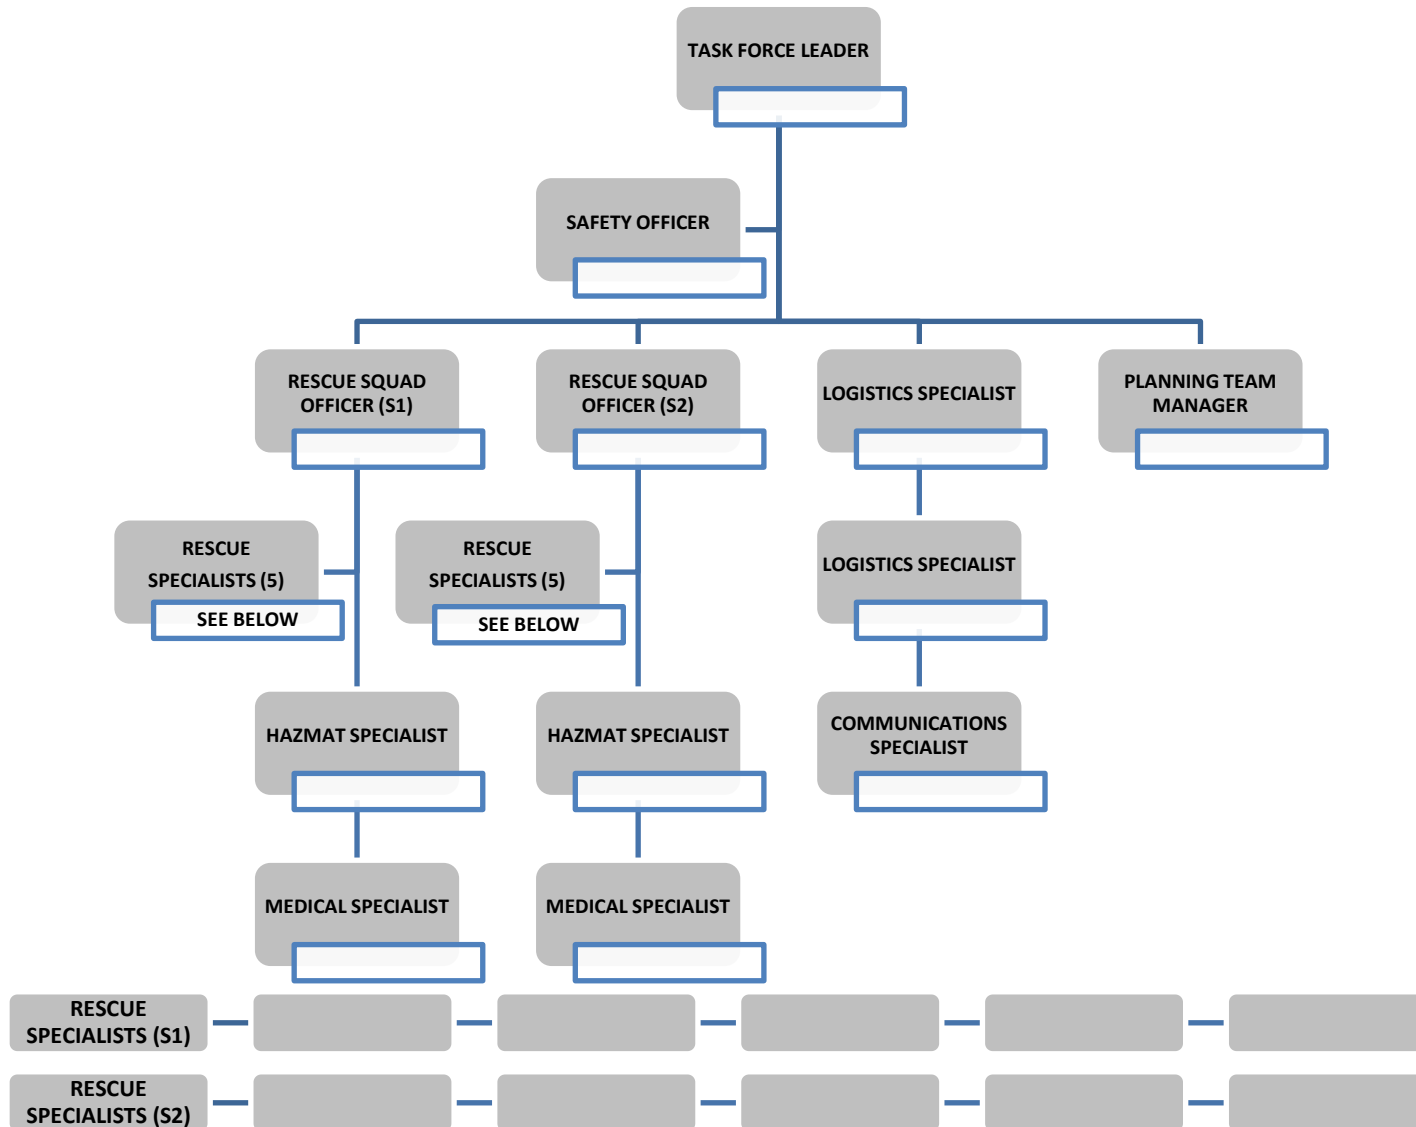 TASK FORCE LEADER
SAFETY OFFICER
RESCUE SQUAD
OFFICER (S1)
RESCUE SQUAD
OFFICER (S2)
LOGISTICS SPECIALIST
PLANNING TEAM
MANAGER
RESCUE
SPECIALISTS (5)
SEE BELOW
RESCUE
SPECIALISTS (5)
SEE BELOW
LOGISTICS SPECIALIST
HAZMAT SPECIALIST
HAZMAT SPECIALIST
COMMUNICATIONS
SPECIALIST
MEDICAL SPECIALIST
MEDICAL SPECIALIST
RESCUE
SPECIALISTS (S1)
RESCUE
SPECIALISTS (S2)